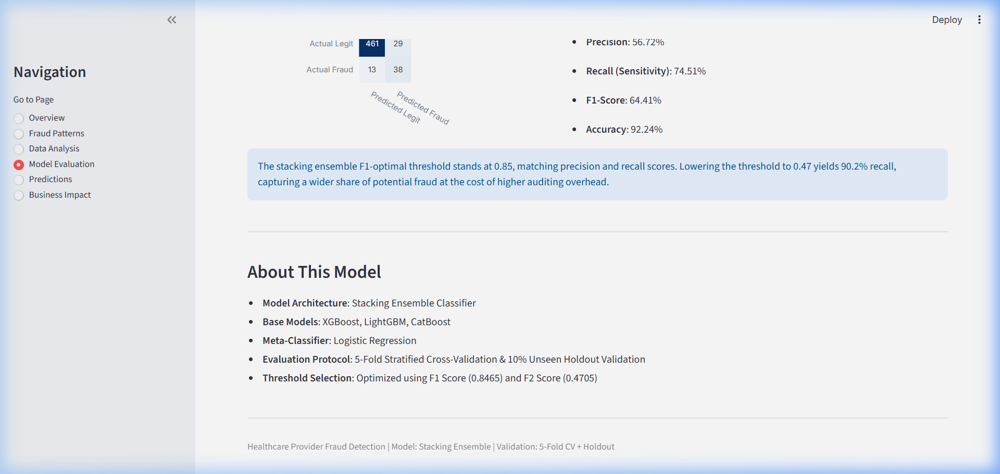 Deploy
Navigation
Go to Page
Overview
Fraud Patterns
Data Analysis
Model Evaluation
Predictions
Business Impact
Actual Legit 461 29
Actual Fraud 13 38
Predicted Legit
Predicted Fraud
Precision: 56.72%
Recall (Sensitivity): 74.51%
F1-Score: 64.41%
Accuracy: 92.24%
The stacking ensemble F1-optimal threshold stands at 0.85, matching precision and recall scores. Lowering the threshold to 0.47 yields 90.2% recall,
capturing a wider share of potential fraud at the cost of higher auditing overhead.
About This Model
Model Architecture: Stacking Ensemble Classifier
Base Models: XGBoost, LightGBM, CatBoost
Meta-Classifier: Logistic Regression
Evaluation Protocol: 5-Fold Stratified Cross-Validation & 10% Unseen Holdout Validation
Threshold Selection: Optimized using F1 Score (0.8465) and F2 Score (0.4705)
Healthcare Provider Fraud Detection | Model: Stacking Ensemble | Validation: 5-Fold CV + Holdout